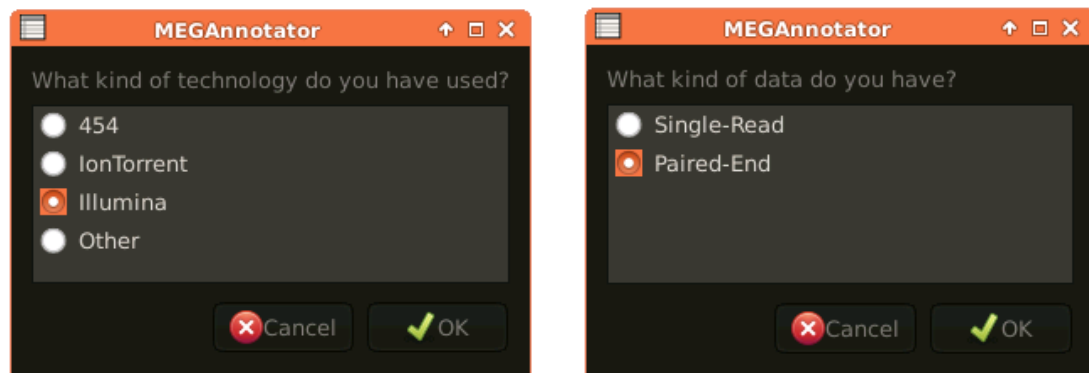 MEGAnnotator
What kind of technology do you have used?
454
IonTorrent
Illumina
Other
Cancel
OK
MEGAnnotator
What kind of data do you have?
Single-Read
Paired-End
Cancel
OK